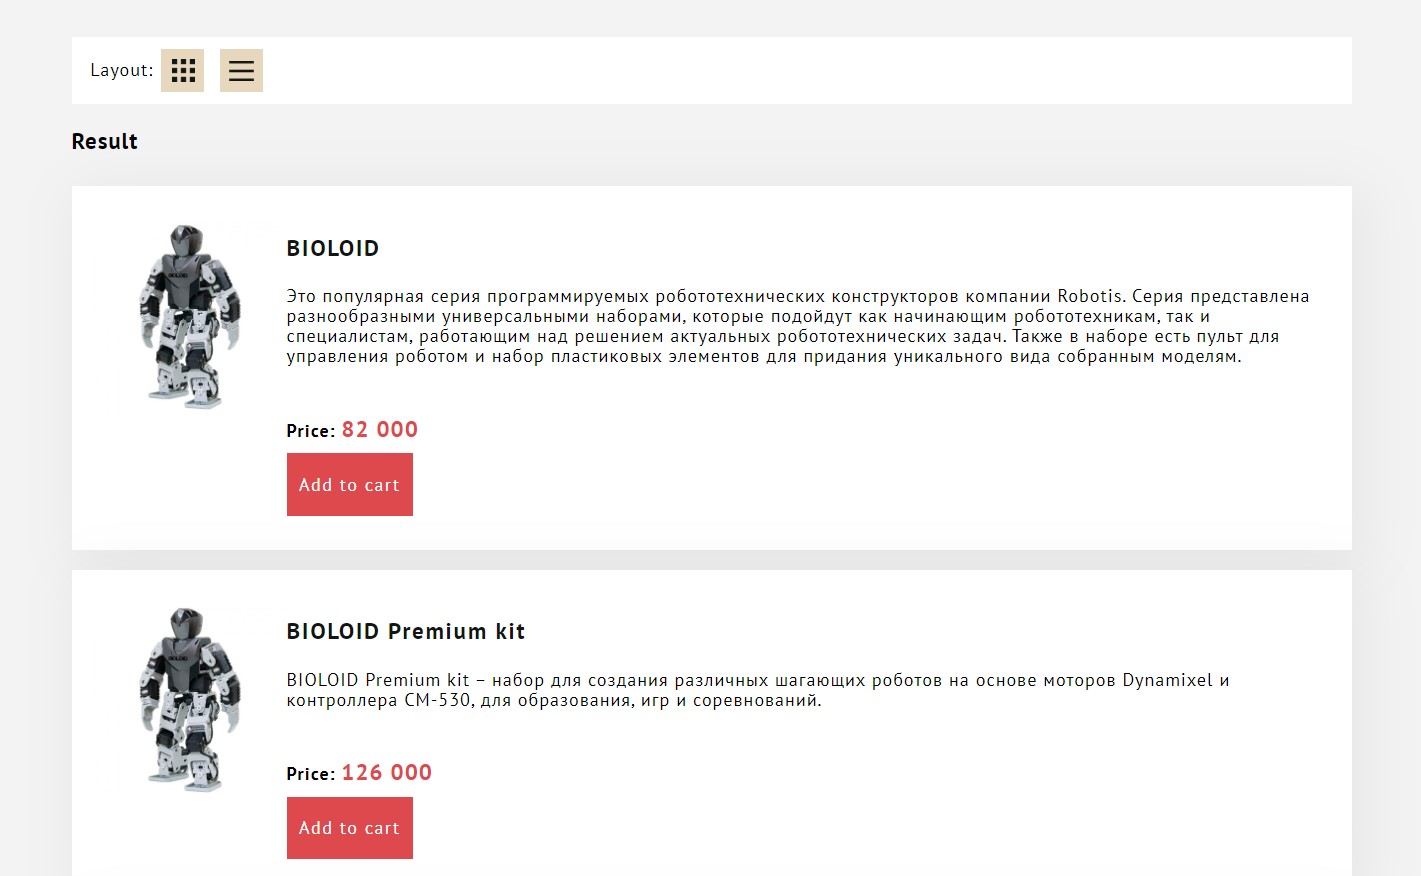 Layout:
Result
BIOLOID
Это популярная серия программируемых робототехнических конструкторов компании Robotis. Серия представлена
разнообразными универсальными наборами, которые подойдут как начинающим робототехникам, так и
специалистам, работающим над решением актуальных робототехнических задач. Также в наборе есть пульт для
управления роботом и набор пластиковых элементов для придания уникального вида собранным моделям.
Price: 82 000
Add to cart
BIOLOID Premium kit
BIOLOID Premium kit – набор для создания различных шагающих роботов на основе моторов Dynamixel и
контроллера CM-530, для образования, игр и соревнований.
Price: 126 000
Add to cart